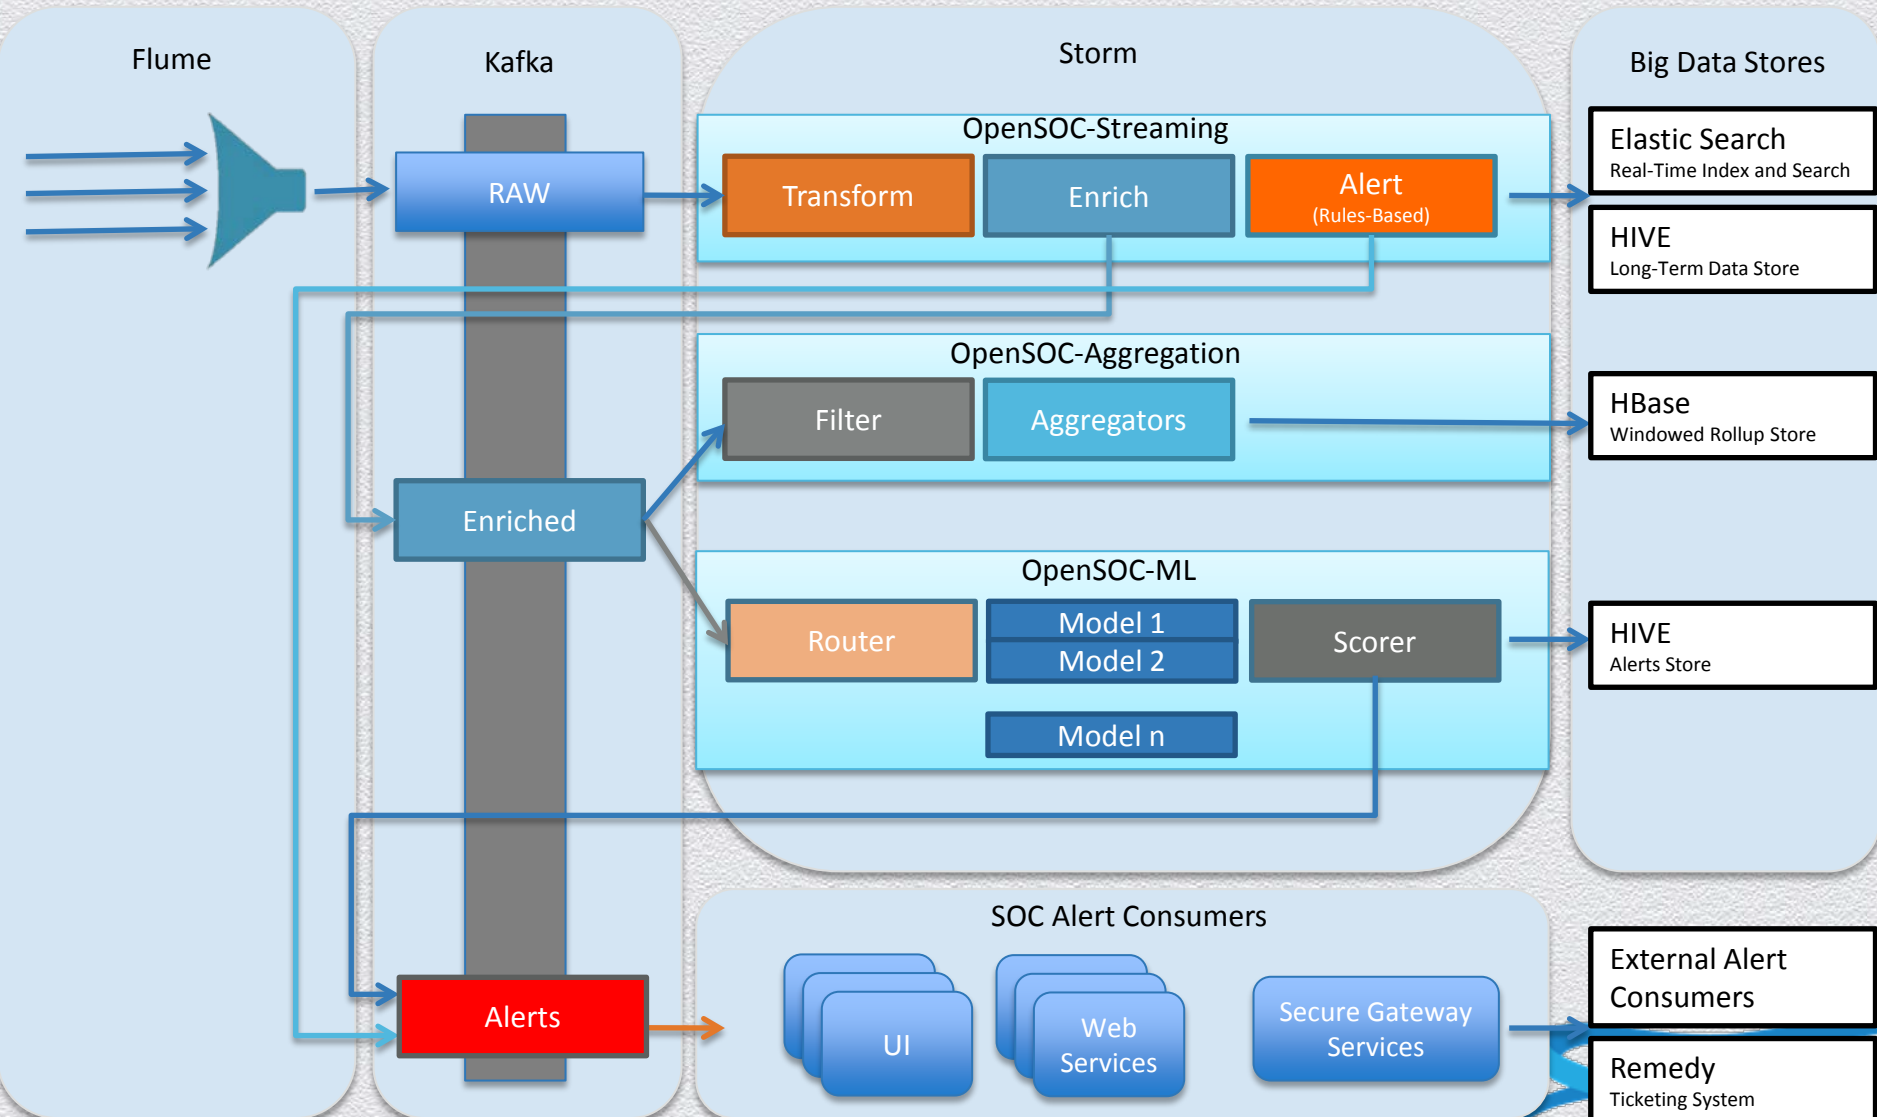 Flume
Kafka
Storm
Big Data Stores
OpenSOC-Streaming
RAW
Transform
Enrich
Alert
(Rules-Based)
Elastic Search
Real-Time Index and Search
HIVE
Long-Term Data Store
OpenSOC-Aggregation
Filter
Aggregators
HBase
Windowed Rollup Store
Enriched
OpenSOC-ML
Router
Model 1
Model 2
Model n
Scorer
HIVE
Alerts Store
SOC Alert Consumers
Alerts
UI
Web
Services
Secure Gateway
Services
External Alert
Consumers
Remedy
Ticketing System